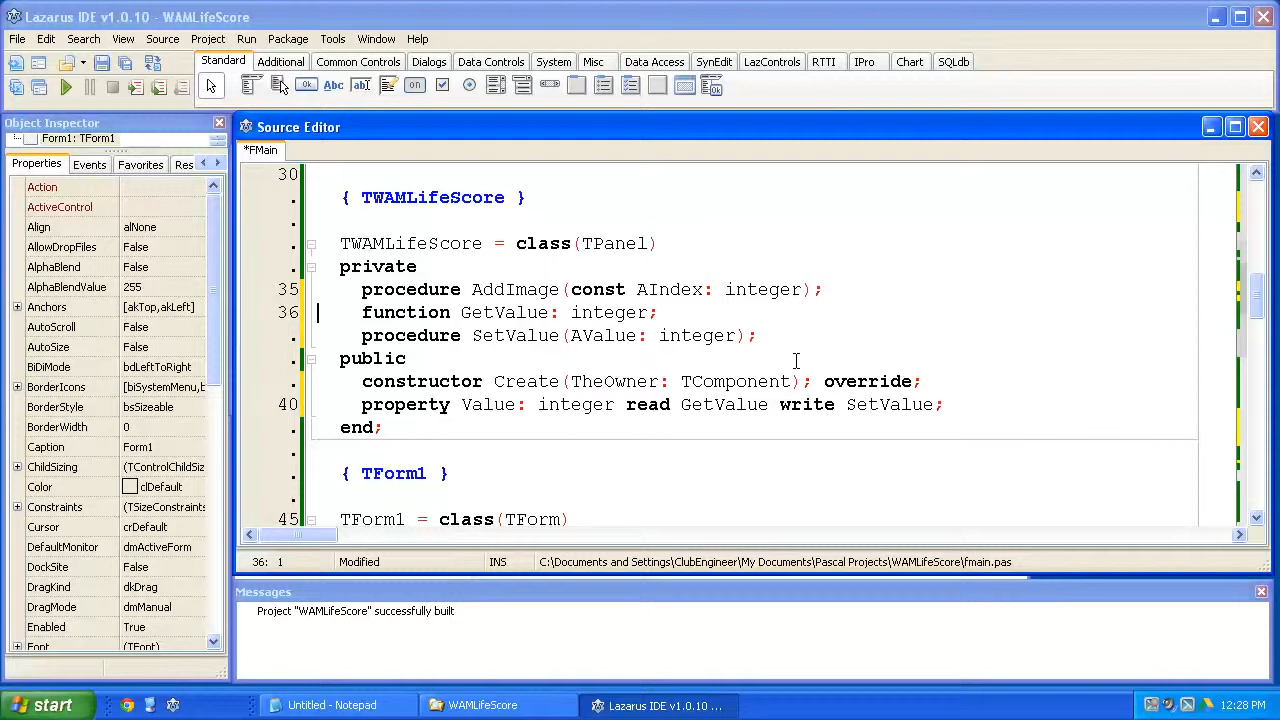 Lazarus IDE v1.0.10 - WAMLifeScore
File Edit Search View Source Project Run Package Tools Window Help
Standard Additional Common Controls Dialogs Data Controls System Misc Data Access SynEdit LazControls RTTI IPro Chart SQLdb
Ok Abc abI on
Object Inspector
Form1: TForm1
Properties Events Favorites Res
Action
ActiveControl
Align alNone
AllowDropFiles False
AlphaBlend False
AlphaBlendValue 255
Anchors [akTop,akLeft]
AutoScroll False
AutoSize False
BiDiMode bdLeftToRight
BorderIcons [biSystemMenu,b
BorderStyle bsSizeable
BorderWidth 0
Caption Form1
ChildSizing (TControlChildSiz
Color clDefault
Constraints (TSizeConstraints
Cursor crDefault
DefaultMonitor dmActiveForm
DockSite False
DragKind dkDrag
DragMode dmManual
Enabled True
Font (TFont)
Source Editor
*FMain
30
. { TWAMLifeScore }
.
. TWAMLifeScore = class(TPanel)
. private
35 procedure AddImage(const AIndex: integer);
36 function GetValue: integer;
. procedure SetValue(AValue: integer);
. public
. constructor Create(TheOwner: TComponent); override;
40 property Value: integer read GetValue write SetValue;
. end;
.
. { TForm1 }
.
45 TForm1 = class(TForm)
36: 1 Modified INS C:\Documents and Settings\ClubEngineer\My Documents\Pascal Projects\WAMLifeScore\fmain.pas
Messages
Project "WAMLifeScore" successfully built
start Untitled - Notepad WAMLifeScore Lazarus IDE v1.0.10 ... 12:28 PM